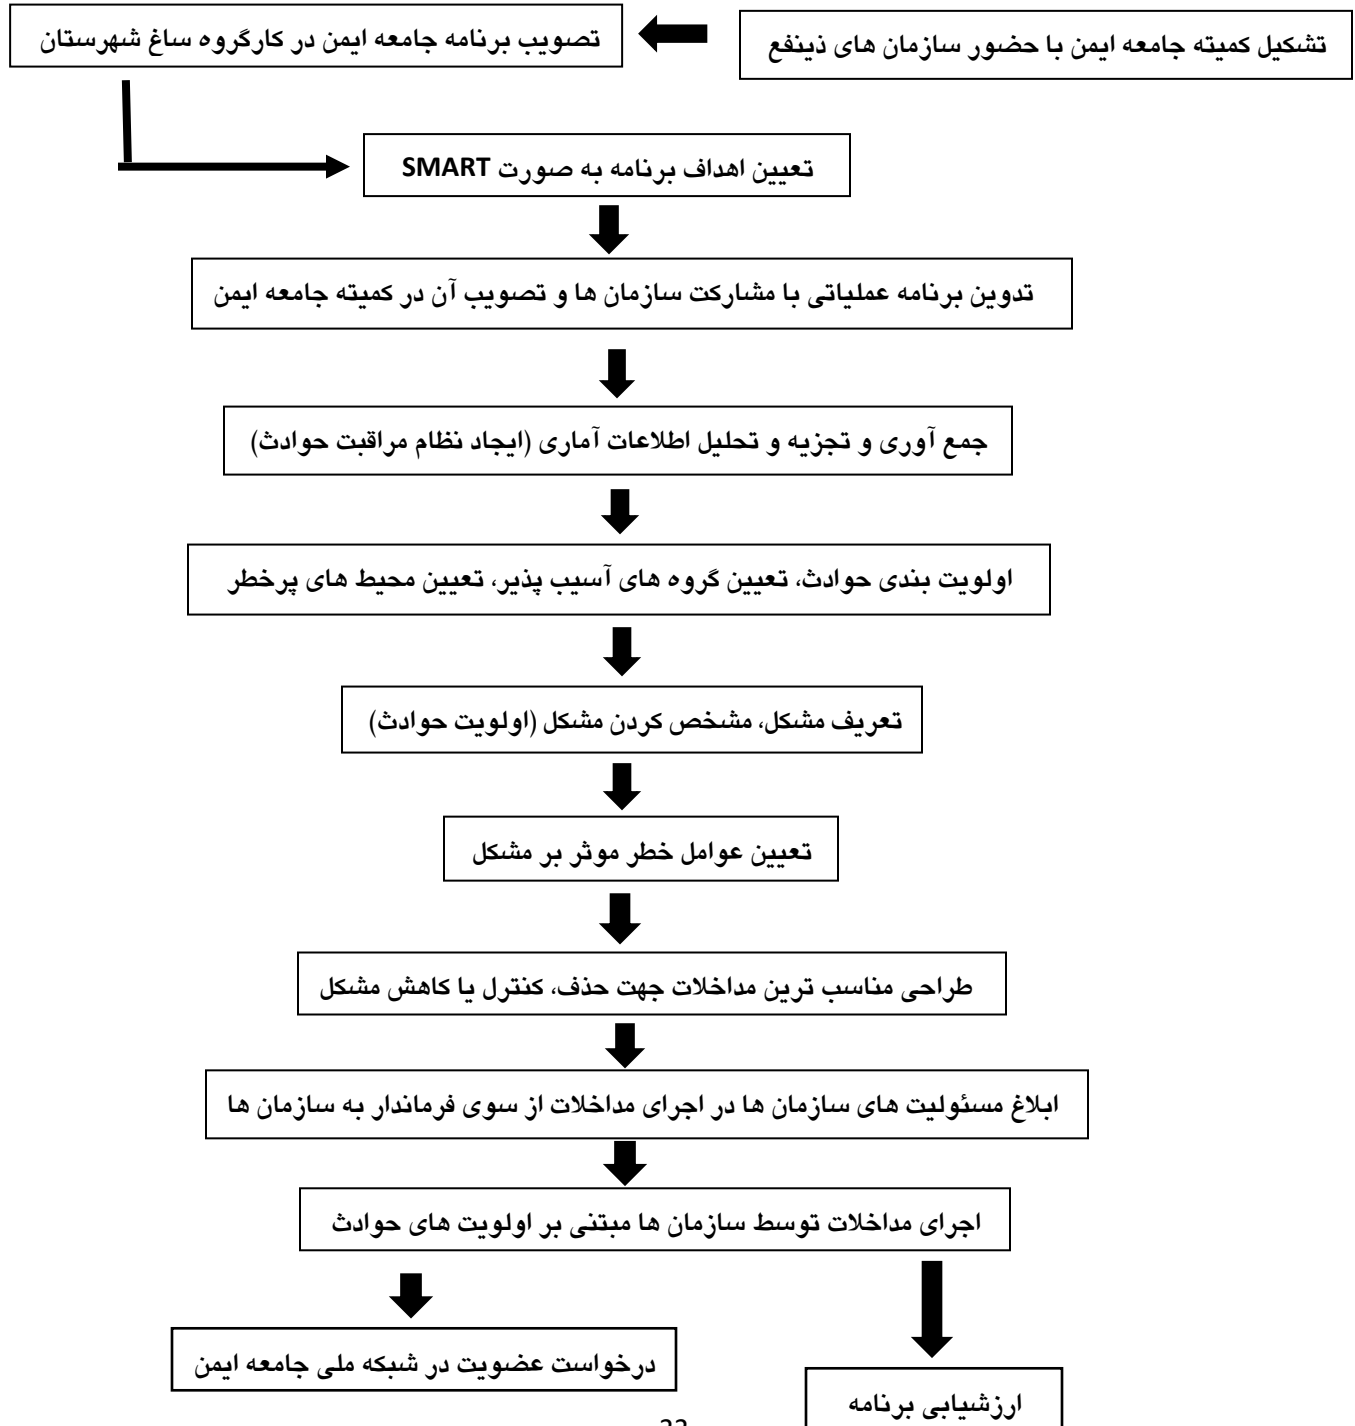 تشکیل کمیته جامعه ایمن با حضور سازمان های ذینفع
تصویب برنامه جامعه ایمن در کارگروه ساغ شهرستان
تعیین اهداف برنامه به صورت SMART
تدوین برنامه عملیاتی با مشارکت سازمان ها و تصویب آن در کمیته جامعه ایمن
جمع آوری و تجزیه و تحلیل اطلاعات آماری (ایجاد نظام مراقبت حوادث)
اولویت بندی حوادث، تعیین گروه های آسیب پذیر، تعیین محیط های پرخطر
تعریف مشکل، مشخص کردن مشکل (اولویت حوادث)
تعیین عوامل خطر موثر بر مشکل
طراحی مناسب ترین مداخلات جهت حذف، کنترل یا کاهش مشکل
ابلاغ مسئولیت های سازمان ها در اجرای مداخلات از سوی فرماندار به سازمان ها
اجرای مداخلات توسط سازمان ها مبتنی بر اولویت های حوادث
درخواست عضویت در شبکه ملی جامعه ایمن
ارزشیابی برنامه